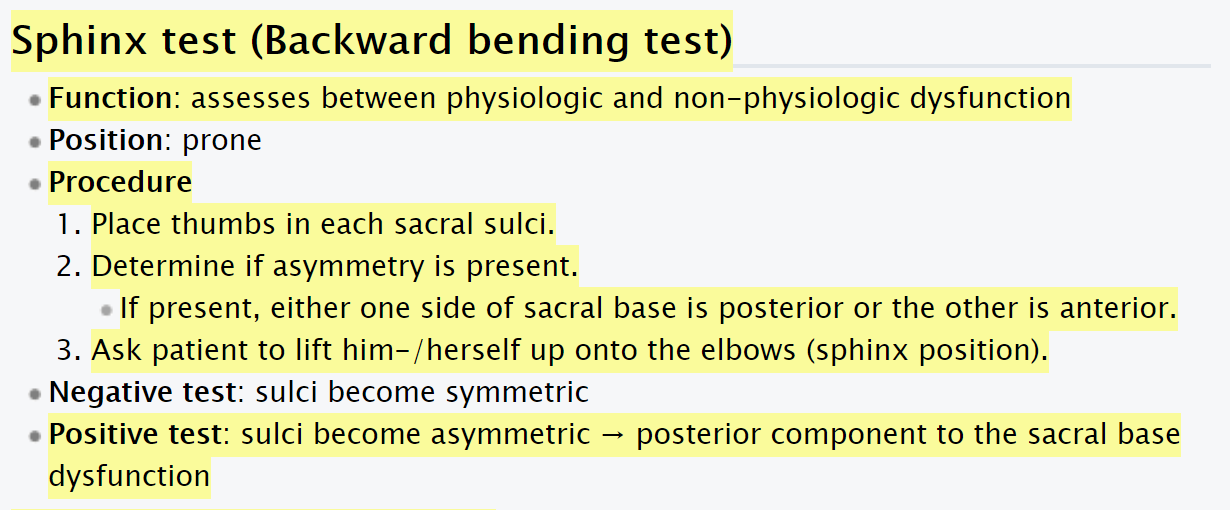 Sphinx test (Backward bending test)
Function: assesses between physiologic and non-physiologic dysfunction
Position: prone
Procedure
1. Place thumbs in each sacral sulci.
2. Determine if asymmetry is present.
If present, either one side of sacral base is posterior or the other is anterior.
3. Ask patient to lift him-/herself up onto the elbows (sphinx position).
Negative test: sulci become symmetric
Positive test: sulci become asymmetric → posterior component to the sacral base
dysfunction